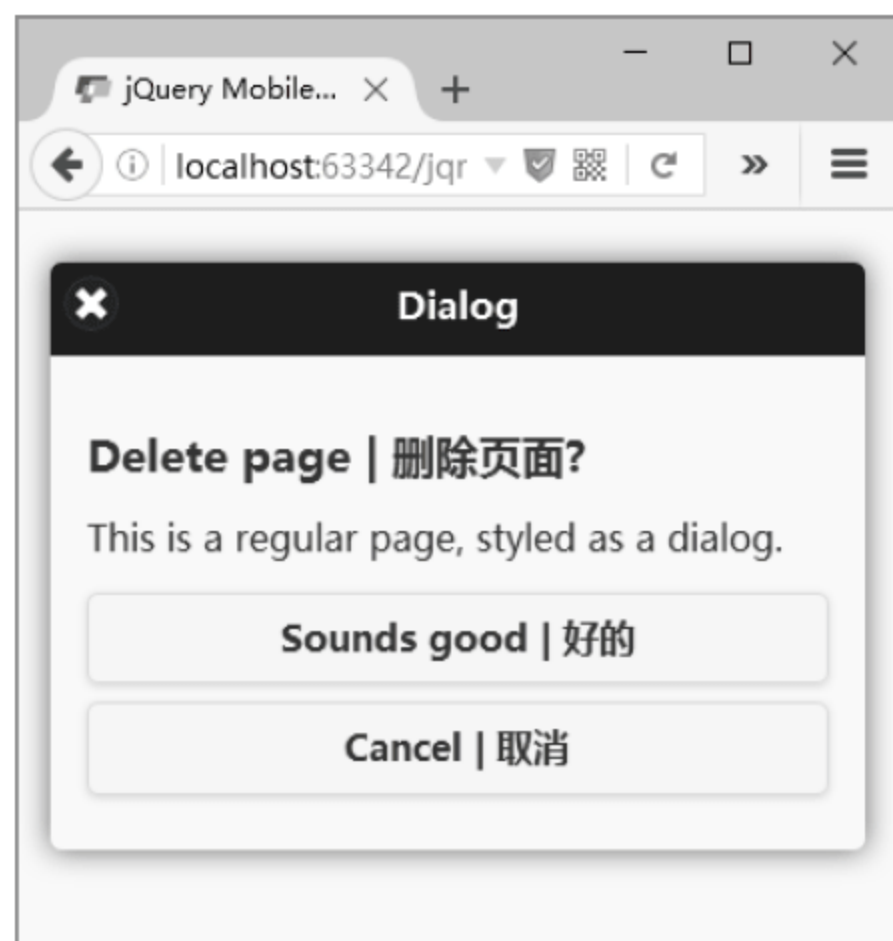 jQuery Mobile...
localhost:63342/jqr
Dialog
Delete page | 删除页面?
This is a regular page, styled as a dialog.
Sounds good | 好的
Cancel | 取消